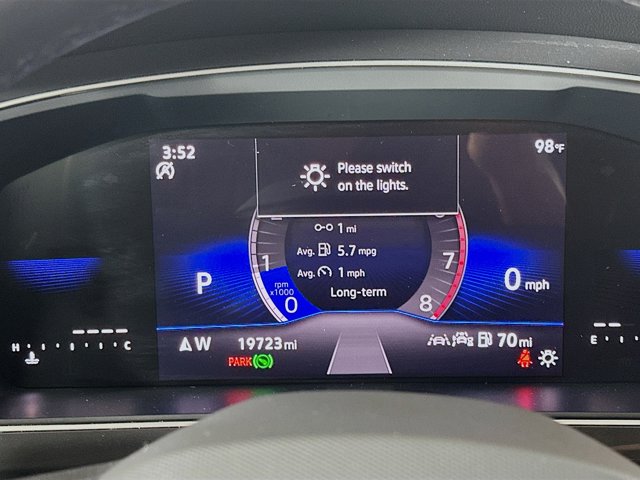 3:52
98°F
Please switch
on the lights.
1 mi
Avg. 5.7 mpg
Avg. 1 mph
Long-term
1
rpm
x1000
0
7
8
P
0 mph
H C
W 19723 mi
70 mi
E
PARK